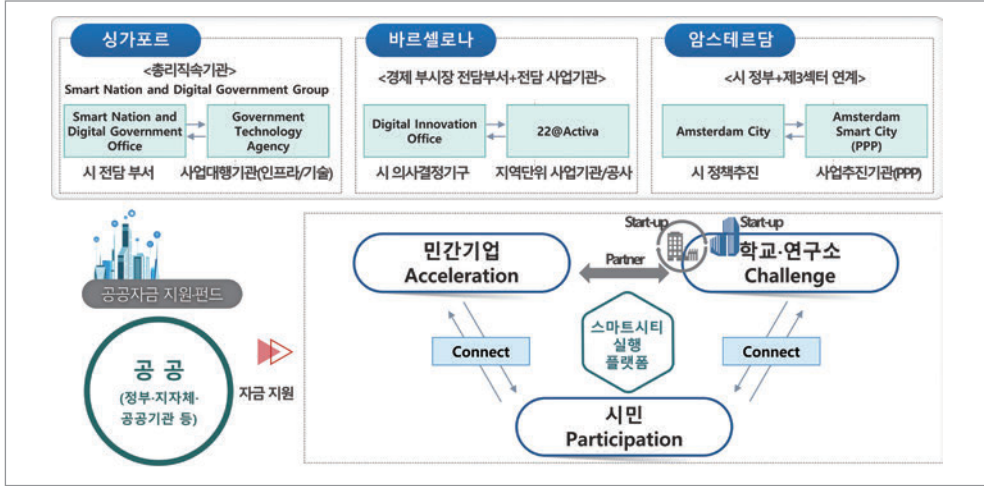 싱가포르
<총리직속기관>
Smart Nation and Digital Government Group
Smart Nation and
Digital Government
Office
Government
Technology
Agency
시 전담 부서
사업대행기관(인프라/기술)
바르셀로나
<경제 부시장 전담부서+전담 사업기관>
Digital Innovation
Office
22@Activa
시 의사결정기구
지역단위 사업기관/공사
암스테르담
<시 정부+제3섹터 연계>
Amsterdam City
Amsterdam
Smart City
(PPP)
시 정책추진
사업추진기관(PPP)
공공자금 지원·펀드
공 공
(정부·지자체·
공공기관 등)
자금 지원
민간기업
Acceleration
Start-up
Start-up
Partner
학교·연구소
Challenge
스마트시티
실행
플랫폼
Connect
Connect
시민
Participation